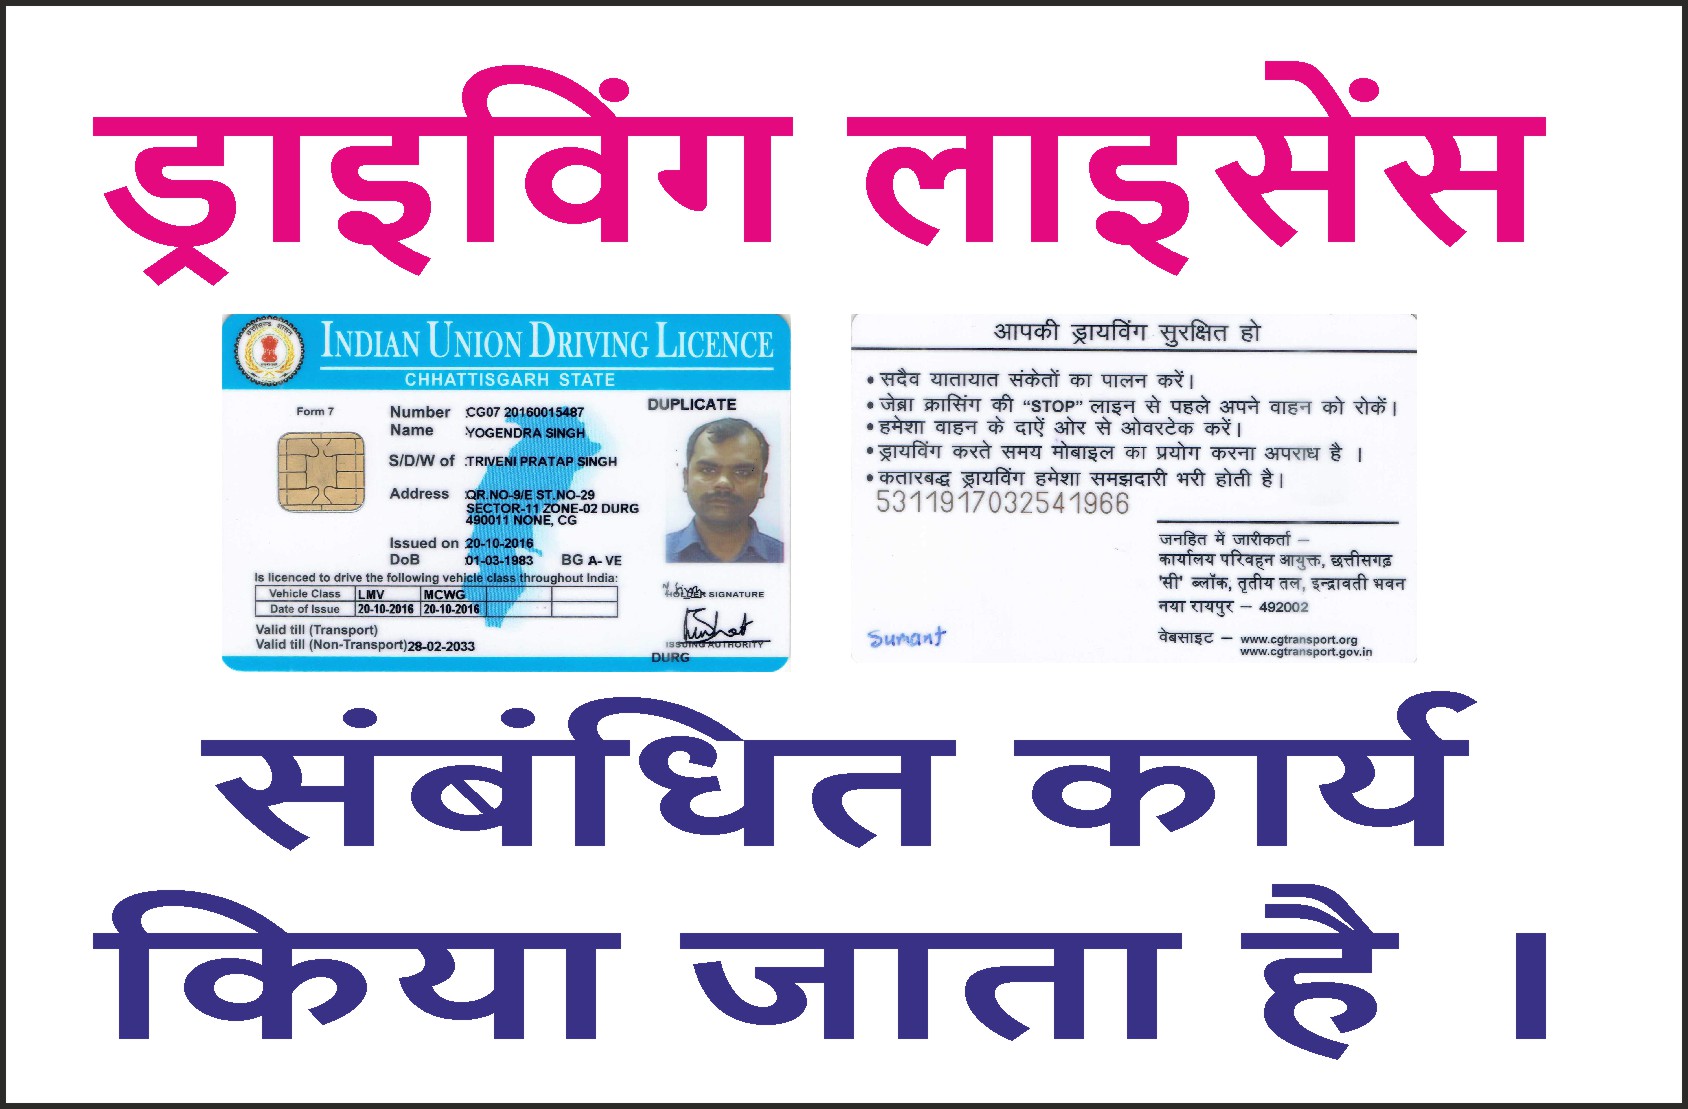 ड्राइविंग लाइसेंस
INDIAN UNION DRIVING LICENCE
CHHATTISGARH STATE
Form 7
DUPLICATE
Number :CG07 20160015487
Name :YOGENDRA SINGH
S/D/W of :TRIVENI PRATAP SINGH
Address :QR.NO-9/E ST.NO-29
SECTOR-11 ZONE-02 DURG
490011 NONE, CG
Issued on :20-10-2016
DoB :01-03-1983 BG A- VE
Is licenced to drive the following vehicle class throughout India:
Vehicle Class LMV MCWG
Date of Issue 20-10-2016 20-10-2016
Valid till (Transport)
Valid till (Non-Transport)28-02-2033
SIGNATURE
ISSUING AUTHORITY
DURG
आपकी ड्रायविंग सुरक्षित हो
• सदैव यातायात संकेतों का पालन करें।
• जेब्रा क्रासिंग की “STOP” लाइन से पहले अपने वाहन को रोकें।
• हमेशा वाहन के दाऐं ओर से ओवरटेक करें।
• ड्रायविंग करते समय मोबाइल का प्रयोग करना अपराध है ।
• कतारबद्ध ड्रायविंग हमेशा समझदारी भरी होती है।
5311917032541966
जनहित में जारीकर्ता –
कार्यालय परिवहन आयुक्त, छत्तीसगढ़
'सी' ब्लॉक, तृतीय तल, इन्द्रावती भवन
नया रायपुर – 492002
वेबसाइट – www.cgtransport.org
www.cgtransport.gov.in
Sumant
संबंधित कार्य
किया जाता है ।